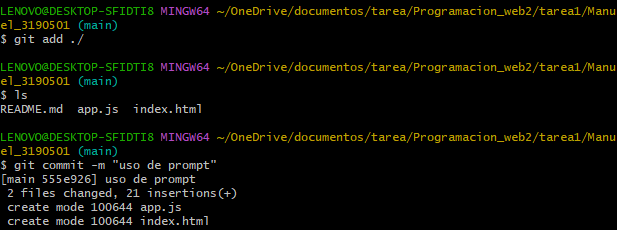 LENOVO@DESKTOP-SFIDTI8 MINGW64 ~/OneDrive/documentos/tarea/Programacion_web2/tarea1/Manu
el_3190501 (main)
$ git add ./
LENOVO@DESKTOP-SFIDTI8 MINGW64 ~/OneDrive/documentos/tarea/Programacion_web2/tarea1/Manu
el_3190501 (main)
$ ls
README.md  app.js  index.html
LENOVO@DESKTOP-SFIDTI8 MINGW64 ~/OneDrive/documentos/tarea/Programacion_web2/tarea1/Manu
el_3190501 (main)
$ git commit -m "uso de prompt"
[main 555e926] uso de prompt
 2 files changed, 21 insertions(+)
 create mode 100644 app.js
 create mode 100644 index.html